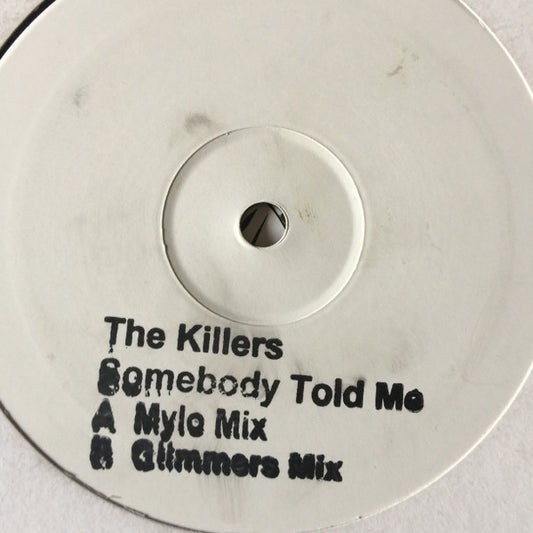 The Killers
Somebody Told Me
A Mylo Mix
B Glimmers Mix